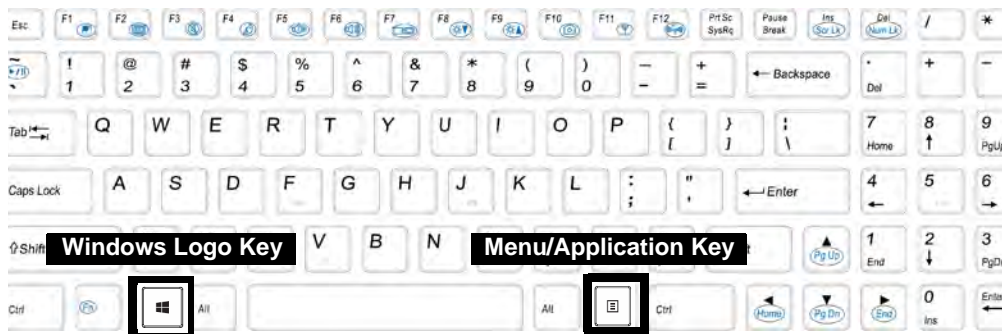 Esc F1 F2 F3 F4 F5 F6 F7 F8 F9 F10 F11 F12 Prt Sc SysRq Pause Break Ins Scr Lk Del Num Lk / *
~ ` ! 1 @ 2 # 3 $ 4 % 5 ^ 6 & 7 * 8 ( 9 ) 0 — - + = ← Backspace . Del + −
Tab Q W E R T Y U I O P { [ } ] ¦ \ 7 Home 8 ↑ 9 PgUp
Caps Lock A S D F G H J K L : ; " ' Enter 4 ← 5 6 →
⇧Shift Windows Logo Key V B N Menu/Application Key t Pg Up 1 End 2 ↓ 3 PgDn
Ctrl Fn Alt Alt Ctrl Home Pg Dn End 0 Ins Enter